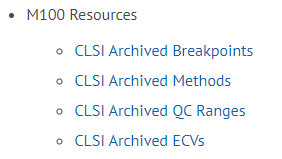 M100 Resources
CLSI Archived Breakpoints
CLSI Archived Methods
CLSI Archived QC Ranges
CLSI Archived ECVs